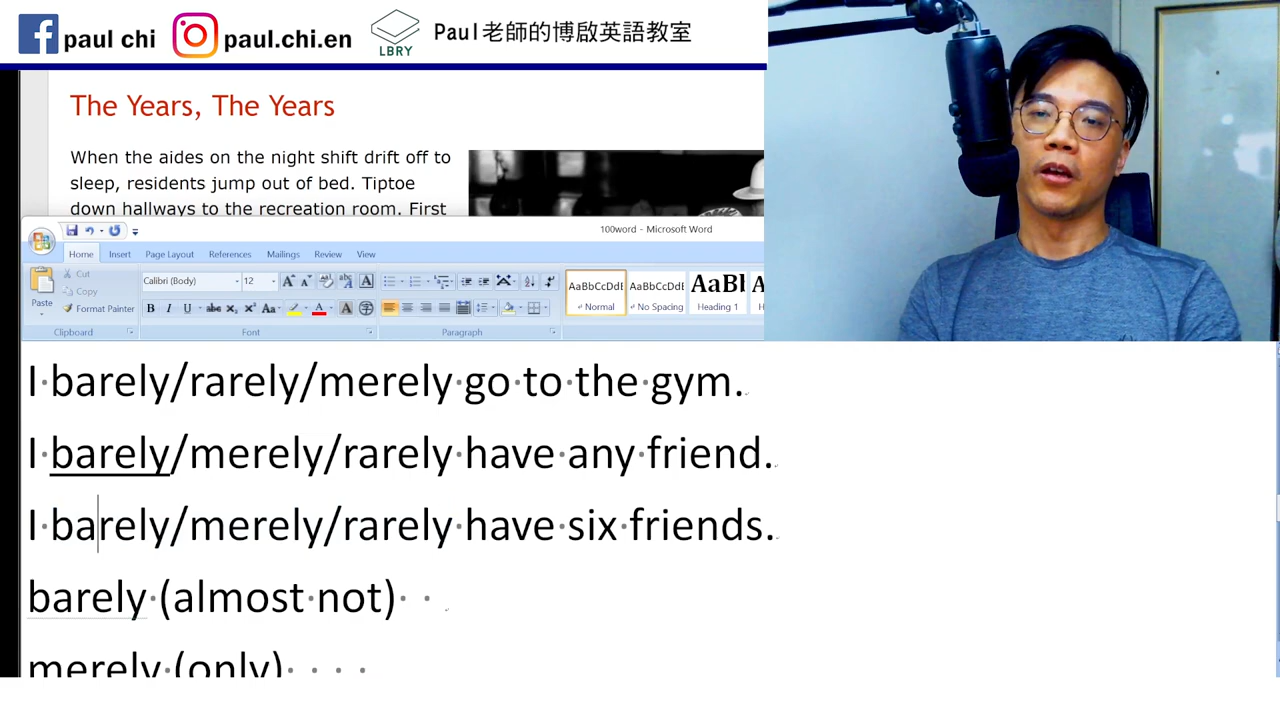 paul chi
paul.chi.en
LBRY
Paul老師的博啟英語教室
The Years, The Years
When the aides on the night shift drift off to
sleep, residents jump out of bed. Tiptoe
down hallways to the recreation room. First
100word - Microsoft Word
Home Insert Page Layout References Mailings Review View
Paste
Cut
Copy
Format Painter
Clipboard
Calibri (Body) 12
Font
Paragraph
AaBbCcDdE AaBbCcDdE AaBbC
Normal No Spacing Heading 1
I barely/rarely/merely go to the gym.
I barely/merely/rarely have any friend.
I barely/merely/rarely have six friends.
barely (almost not)
merely (only)